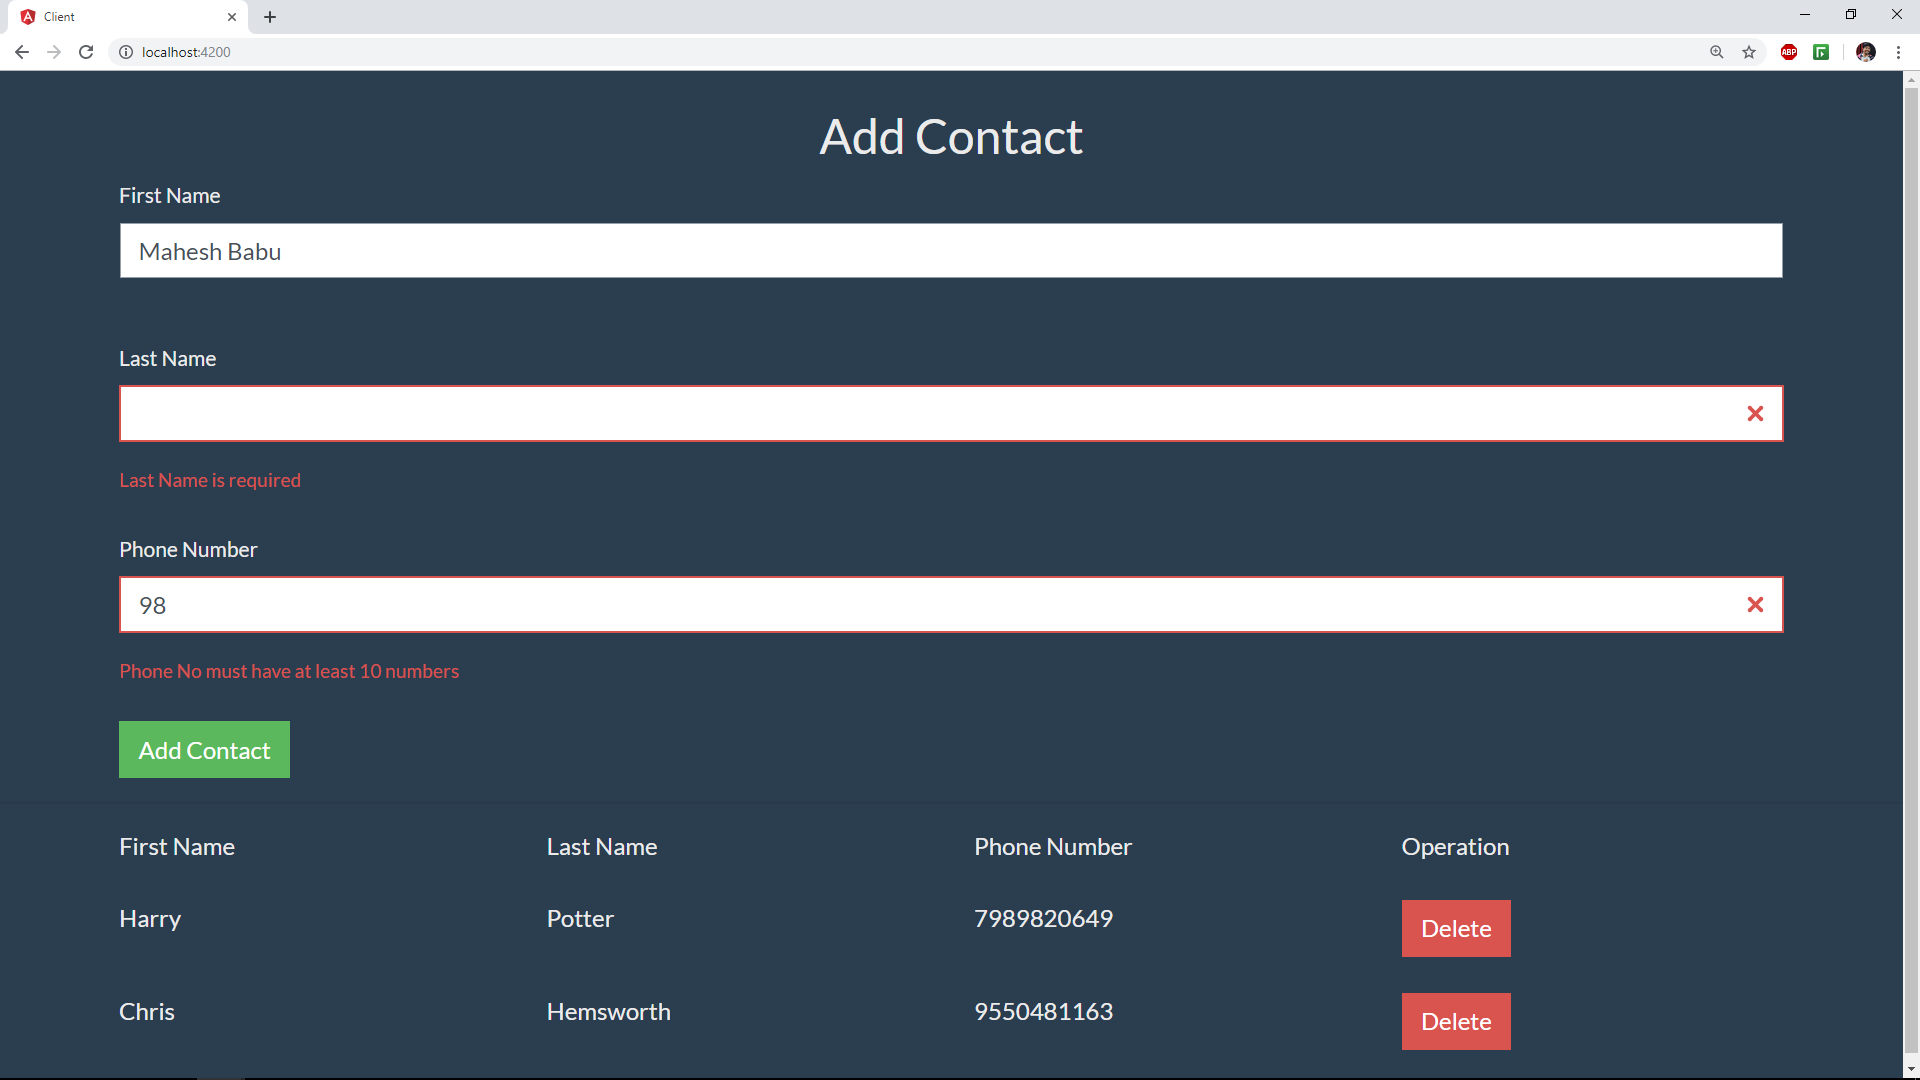 Client
localhost:4200
ABP
Add Contact
First Name
Mahesh Babu
Last Name
Last Name is required
Phone Number
98
Phone No must have at least 10 numbers
Add Contact
First Name Last Name Phone Number Operation
Harry Potter 7989820649 Delete
Chris Hemsworth 9550481163 Delete